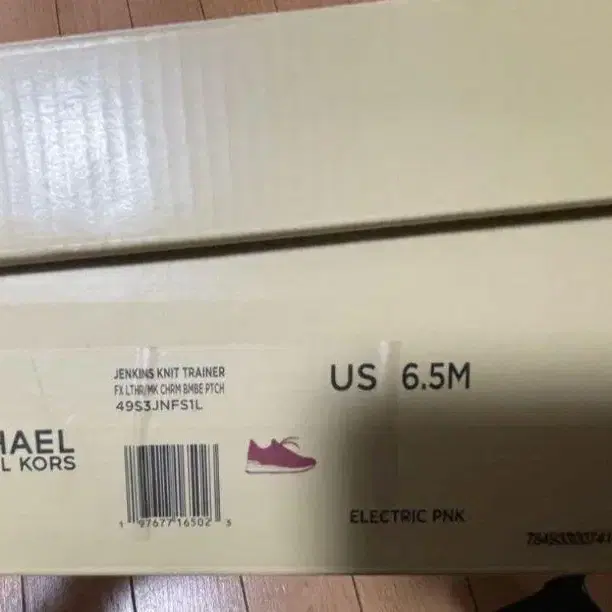 JENKINS KNIT TRAINER
FX LTHR/MK CHRM BMBE PTCH
49S3JNFS1L
US 6.5M
HAEL
L KORS
1 97677 16502 3
ELECTRIC PNK